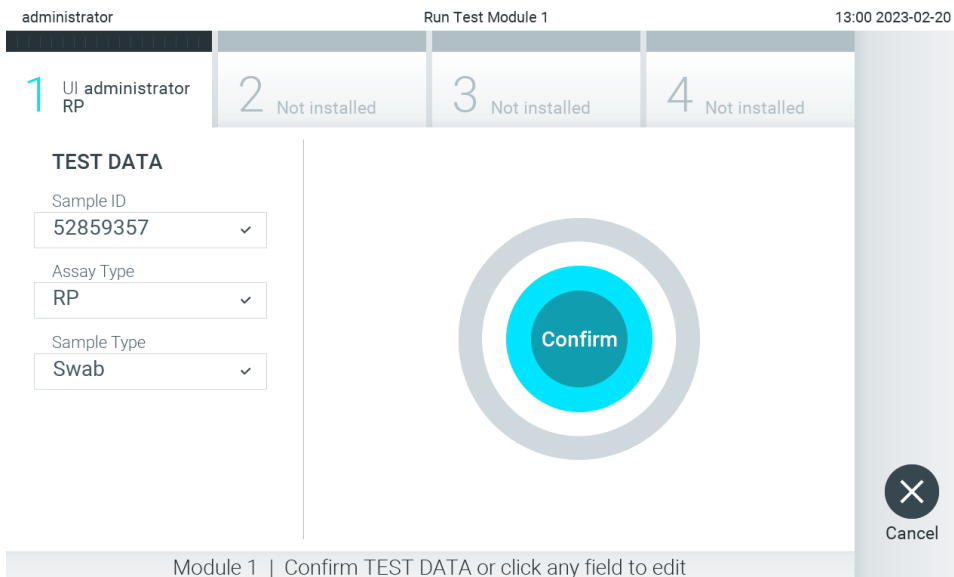 administrator
Run Test Module 1
13:00 2023-02-20
1 UI administrator
RP
2 Not installed
3 Not installed
4 Not installed
TEST DATA
Sample ID
52859357
Assay Type
RP
Sample Type
Swab
Confirm
Cancel
Module 1 | Confirm TEST DATA or click any field to edit